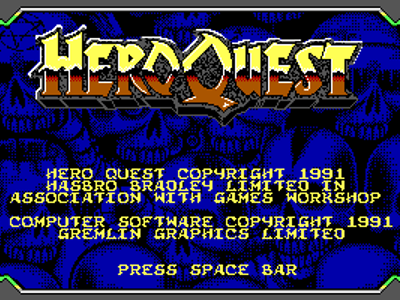 HEROQUEST
HERO QUEST COPYRIGHT 1991
HASBRO BRADLEY LIMITED IN
ASSOCIATION WITH GAMES WORKSHOP
COMPUTER SOFTWARE COPYRIGHT 1991
GREMLIN GRAPHICS LIMITED
PRESS SPACE BAR